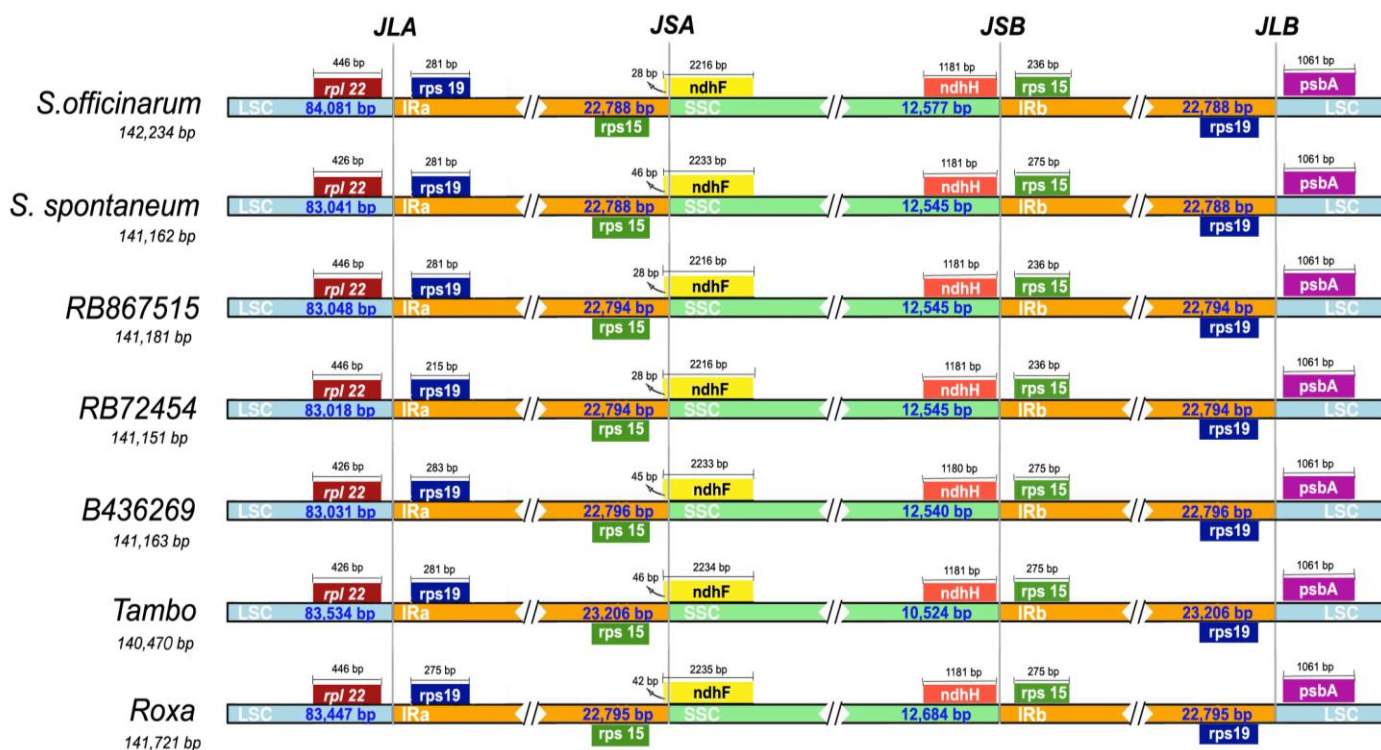 JLA JSA JSB JLB
446 bp 281 bp 28 bp 2216 bp 1181 bp 236 bp 1061 bp
rpl 22 rps 19 ndhF ndhH rps 15 psbA
S.officinarum LSC 84,081 bp IRa 22,788 bp SSC 12,577 bp IRb 22,788 bp LSC
142,234 bp rps15 rps19
426 bp 281 bp 46 bp 2233 bp 1181 bp 275 bp 1061 bp
rpl 22 rps19 ndhF ndhH rps 15 psbA
S. spontaneum LSC 83,041 bp IRa 22,788 bp SSC 12,545 bp IRb 22,788 bp LSC
141,162 bp rps 15 rps19
446 bp 281 bp 28 bp 2216 bp 1181 bp 236 bp 1061 bp
rpl 22 rps19 ndhF ndhH rps 15 psbA
RB867515 LSC 83,048 bp IRa 22,794 bp SSC 12,545 bp IRb 22,794 bp LSC
141,181 bp rps 15 rps19
446 bp 215 bp 28 bp 2216 bp 1181 bp 236 bp 1061 bp
rpl 22 rps19 ndhF ndhH rps 15 psbA
RB72454 LSC 83,018 bp IRa 22,794 bp SSC 12,545 bp IRb 22,794 bp LSC
141,151 bp rps 15 rps19
426 bp 283 bp 45 bp 2233 bp 1180 bp 275 bp 1061 bp
rpl 22 rps19 ndhF ndhH rps 15 psbA
B436269 LSC 83,031 bp IRa 22,796 bp SSC 12,540 bp IRb 22,796 bp LSC
141,163 bp rps 15 rps19
426 bp 281 bp 46 bp 2234 bp 1181 bp 275 bp 1061 bp
rpl 22 rps19 ndhF ndhH rps 15 psbA
Tambo LSC 83,534 bp IRa 23,206 bp SSC 10,524 bp IRb 23,206 bp LSC
140,470 bp rps 15 rps19
446 bp 275 bp 42 bp 2235 bp 1181 bp 275 bp 1061 bp
rpl 22 rps19 ndhF ndhH rps 15 psbA
Roxa LSC 83,447 bp IRa 22,795 bp SSC 12,684 bp IRb 22,795 bp LSC
141,721 bp rps 15 rps19